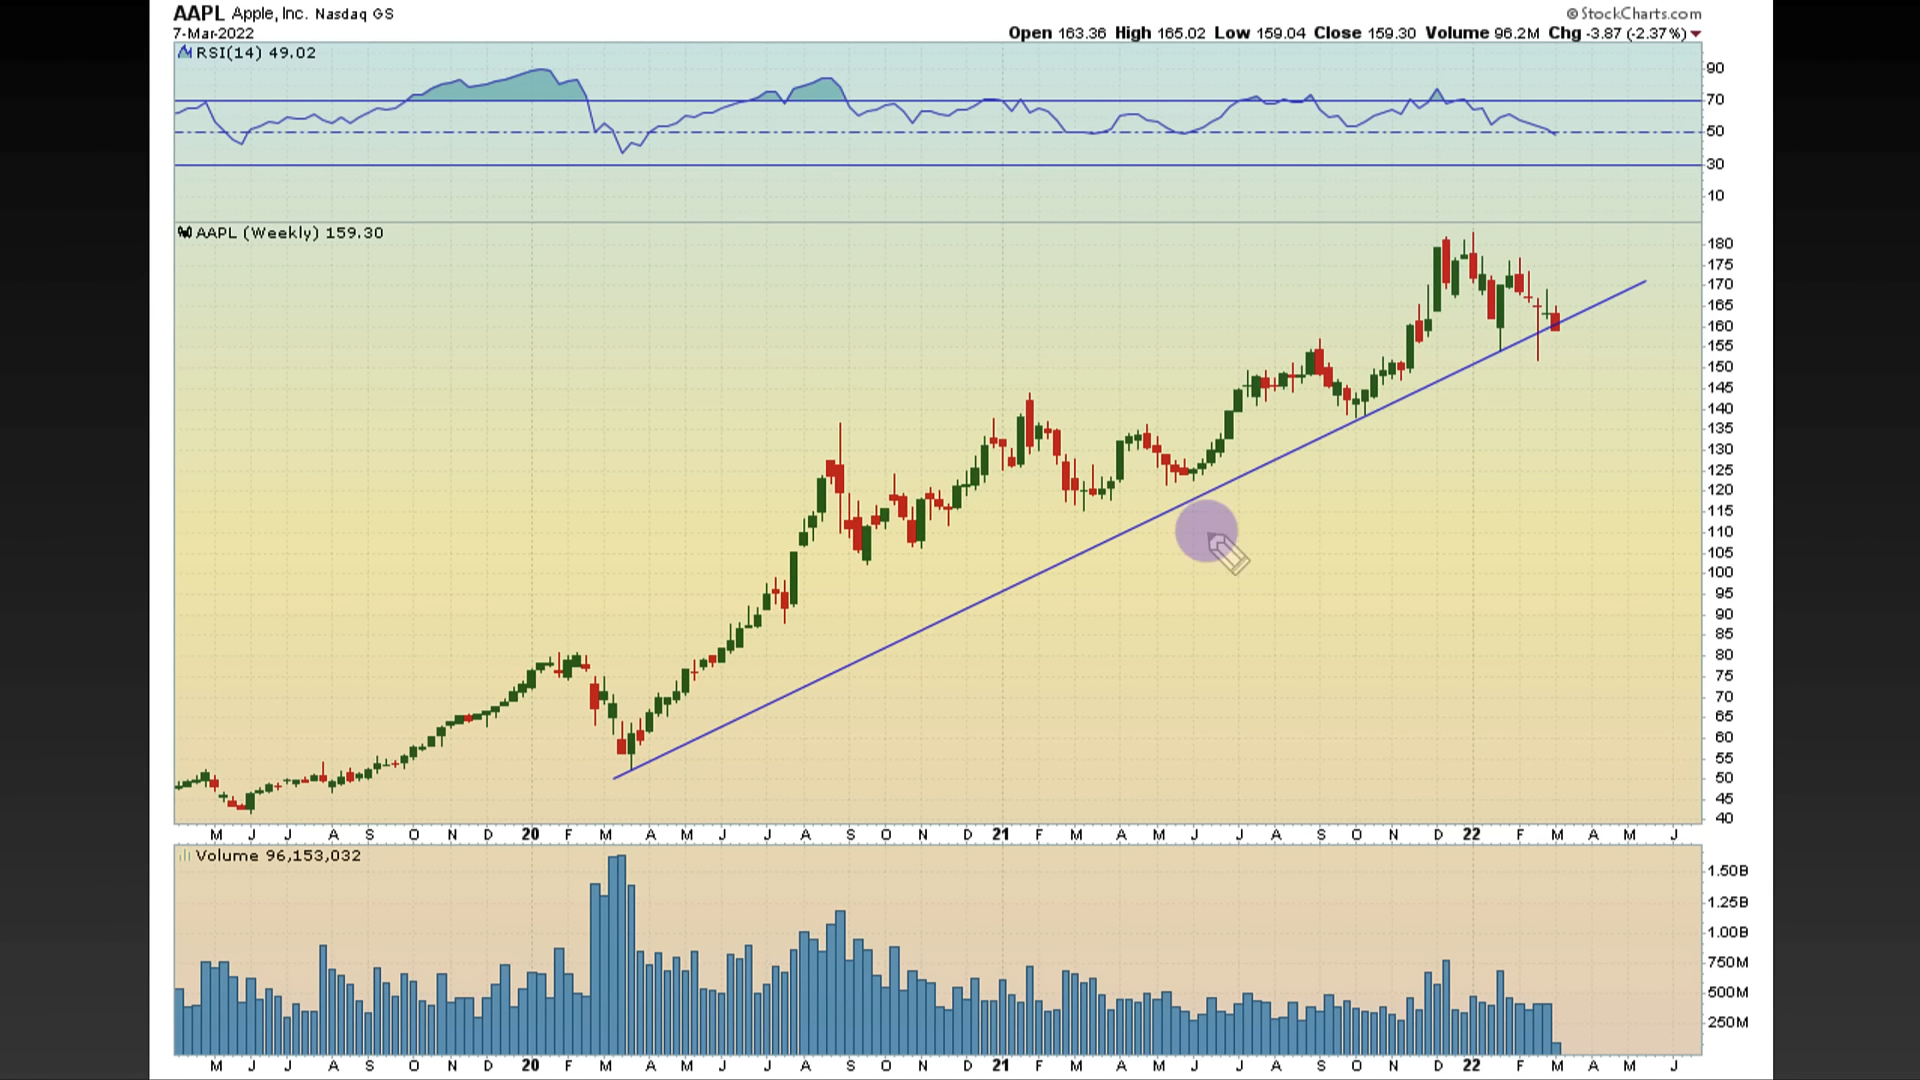 AAPL Apple, Inc. Nasdaq GS
© StockCharts.com
7-Mar-2022
Open 163.36 High 165.02 Low 159.04 Close 159.30 Volume 96.2M Chg -3.87 (-2.37%)
RSI(14) 49.02
90
70
50
30
10
AAPL (Weekly) 159.30
180
175
170
165
160
155
150
145
140
135
130
125
120
115
110
105
100
95
90
85
80
75
70
65
60
55
50
45
40
M J J A S O N D 20 F M A M J J A S O N D 21 F M A M J J A S O N D 22 F M A M J
Volume 96,153,032
1.50B
1.25B
1.00B
750M
500M
250M
M J J A S O N D 20 F M A M J J A S O N D 21 F M A M J J A S O N D 22 F M A M J